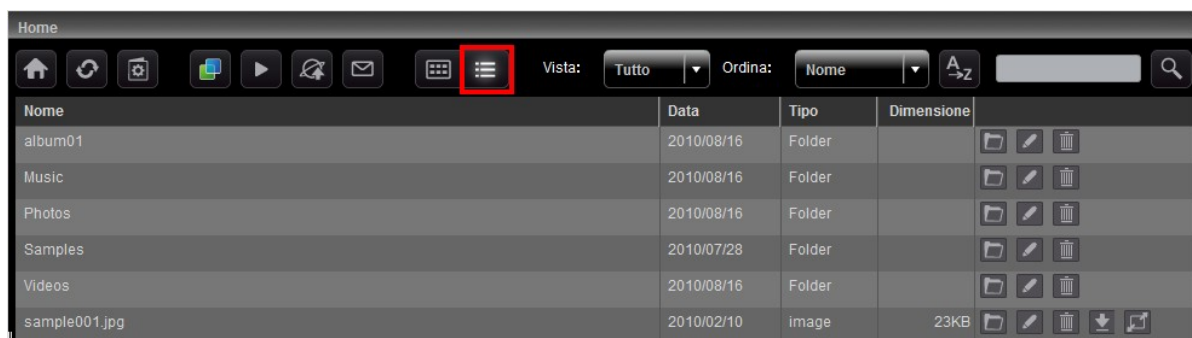 Home
Vista: Tutto Ordina: Nome A→Z
Nome Data Tipo Dimensione
album01 2010/08/16 Folder
Music 2010/08/16 Folder
Photos 2010/08/16 Folder
Samples 2010/07/28 Folder
Videos 2010/08/16 Folder
sample001.jpg 2010/02/10 image 23KB